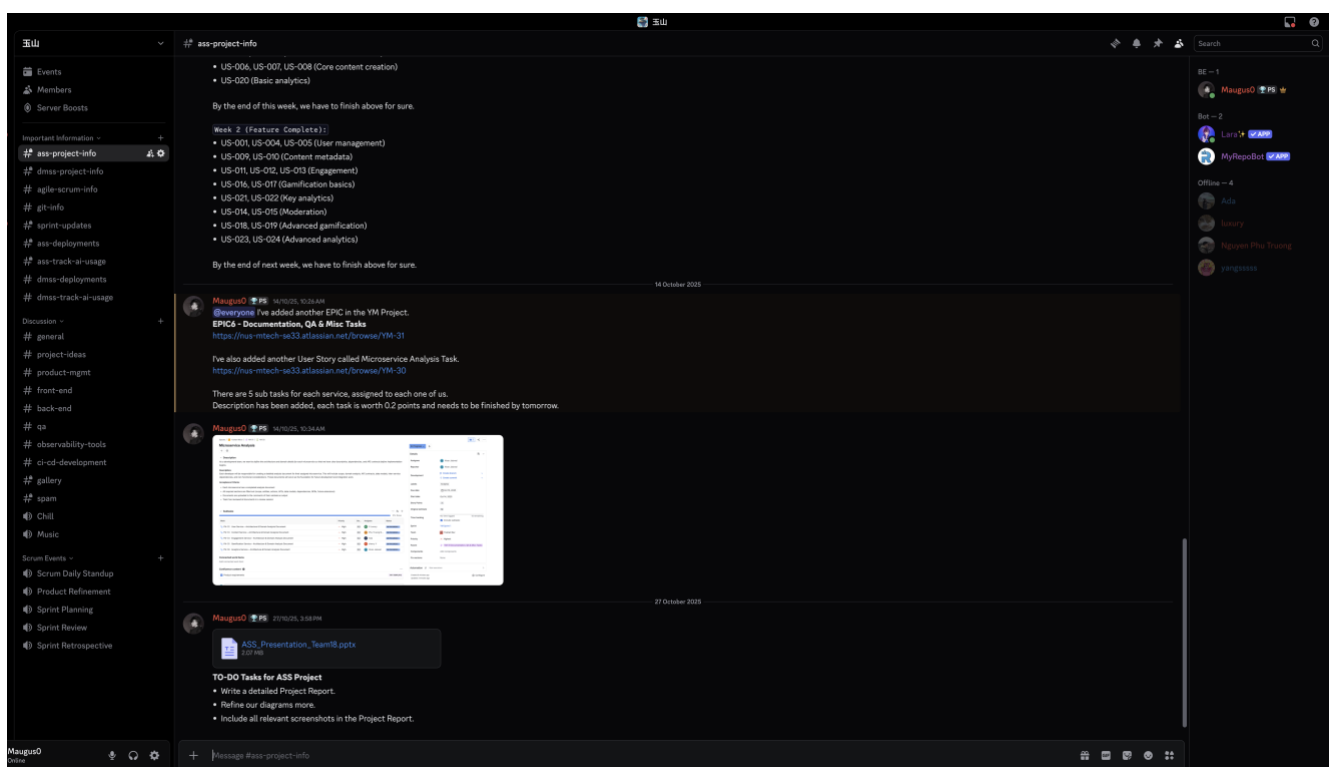 玉山
玉山
Events
Members
Server Boosts
Important Information
ass-project-info
dmss-project-info
agile-scrum-info
git-info
sprint-updates
ass-deployments
ass-track-ai-usage
dmss-deployments
dmss-track-ai-usage
Discussion
general
project-ideas
product-mgmt
front-end
back-end
qa
observability-tools
ci-cd-development
gallery
spam
Chill
Music
Scrum Events
Scrum Daily Standup
Product Refinement
Sprint Planning
Sprint Review
Sprint Retrospective
Maugus0
Online
ass-project-info
Search
• US-006, US-007, US-008 (Core content creation)
• US-020 (Basic analytics)
By the end of this week, we have to finish above for sure.
Week 2 (Feature Complete):
• US-001, US-004, US-005 (User management)
• US-009, US-010 (Content metadata)
• US-011, US-012, US-013 (Engagement)
• US-016, US-017 (Gamification basics)
• US-021, US-022 (Key analytics)
• US-014, US-015 (Moderation)
• US-018, US-019 (Advanced gamification)
• US-023, US-024 (Advanced analytics)
By the end of next week, we have to finish above for sure.
14 October 2025
Maugus0 PS 14/10/25, 10:26 AM
@everyone I've added another EPIC in the YM Project.
EPIC6 - Documentation, QA & Misc Tasks
https://nus-mtech-se33.atlassian.net/browse/YM-31
I've also added another User Story called Microservice Analysis Task.
https://nus-mtech-se33.atlassian.net/browse/YM-30
There are 5 sub tasks for each service, assigned to each one of us.
Description has been added, each task is worth 0.2 points and needs to be finished by tomorrow.
Maugus0 PS 14/10/25, 10:34 AM
Microservice Analysis
27 October 2025
Maugus0 PS 27/10/25, 3:58 PM
ASS_Presentation_Team18.pptx
2.07 MB
TO-DO Tasks for ASS Project
• Write a detailed Project Report.
• Refine our diagrams more.
• Include all relevant screenshots in the Project Report.
Message #ass-project-info
BE — 1
Maugus0 PS
Bot — 2
Lara APP
MyRepoBot APP
Offline — 4
Ada
luxury
Nguyen Phu Truong
yangsssss